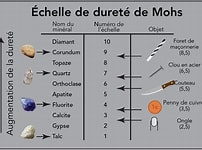 Échelle de dureté de Mohs
Nom du minéral
Numéro de l'échelle
Objet
Augmentation de la dureté
Diamant 10
Corundum 9
Topaze 8
Quartz 7
Orthoclase 6
Apatite 5
Fluorite 4
Calcite 3
Gypse 2
Talc 1
Foret de maçonnerie (8,5)
Clou en acier (6,5)
Couteau (5,5)
Penny de cuivre (3,5)
Ongle (2,5)